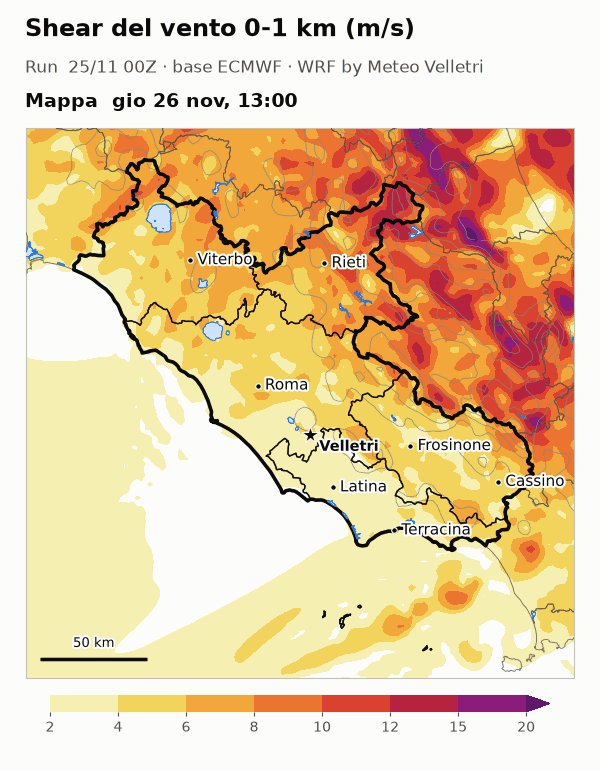 Shear del vento 0-1 km (m/s)
Run  25/11 00Z · base ECMWF · WRF by Meteo Velletri
Mappa  gio 26 nov, 13:00
Viterbo
Rieti
Roma
Velletri
Frosinone
Cassino
Latina
Terracina
50 km
2 4 6 8 10 12 15 20